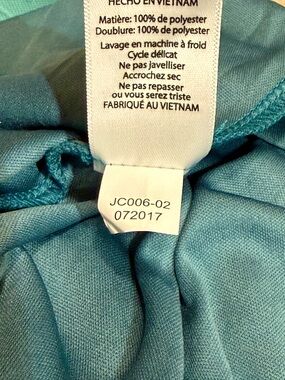 HECHO EN VIETNAM
Matière: 100% de polyester
Doublure: 100% de polyester
Lavage en machine à froid
Cycle délicat
Ne pas javelliser
Accrochez sec
Ne pas repasser
ou vous serez triste
FABRIQUÉ AU VIETNAM
JC006-02
072017